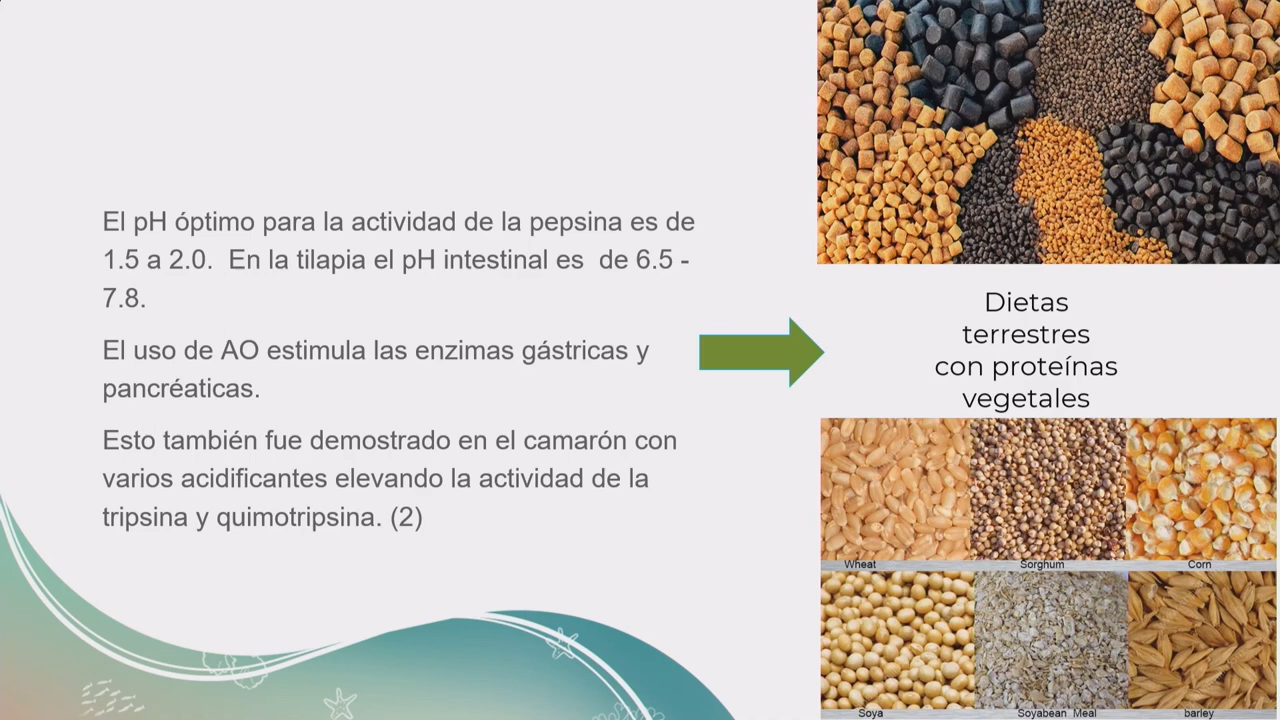 El pH óptimo para la actividad de la pepsina es de
1.5 a 2.0.  En la tilapia el pH intestinal es  de 6.5 -
7.8.
El uso de AO estimula las enzimas gástricas y
pancréaticas.
Esto también fue demostrado en el camarón con
varios acidificantes elevando la actividad de la
tripsina y quimotripsina. (2)
Dietas
terrestres
con proteínas
vegetales
Wheat
Sorghum
Corn
Soya
Soyabean  Meal
barley